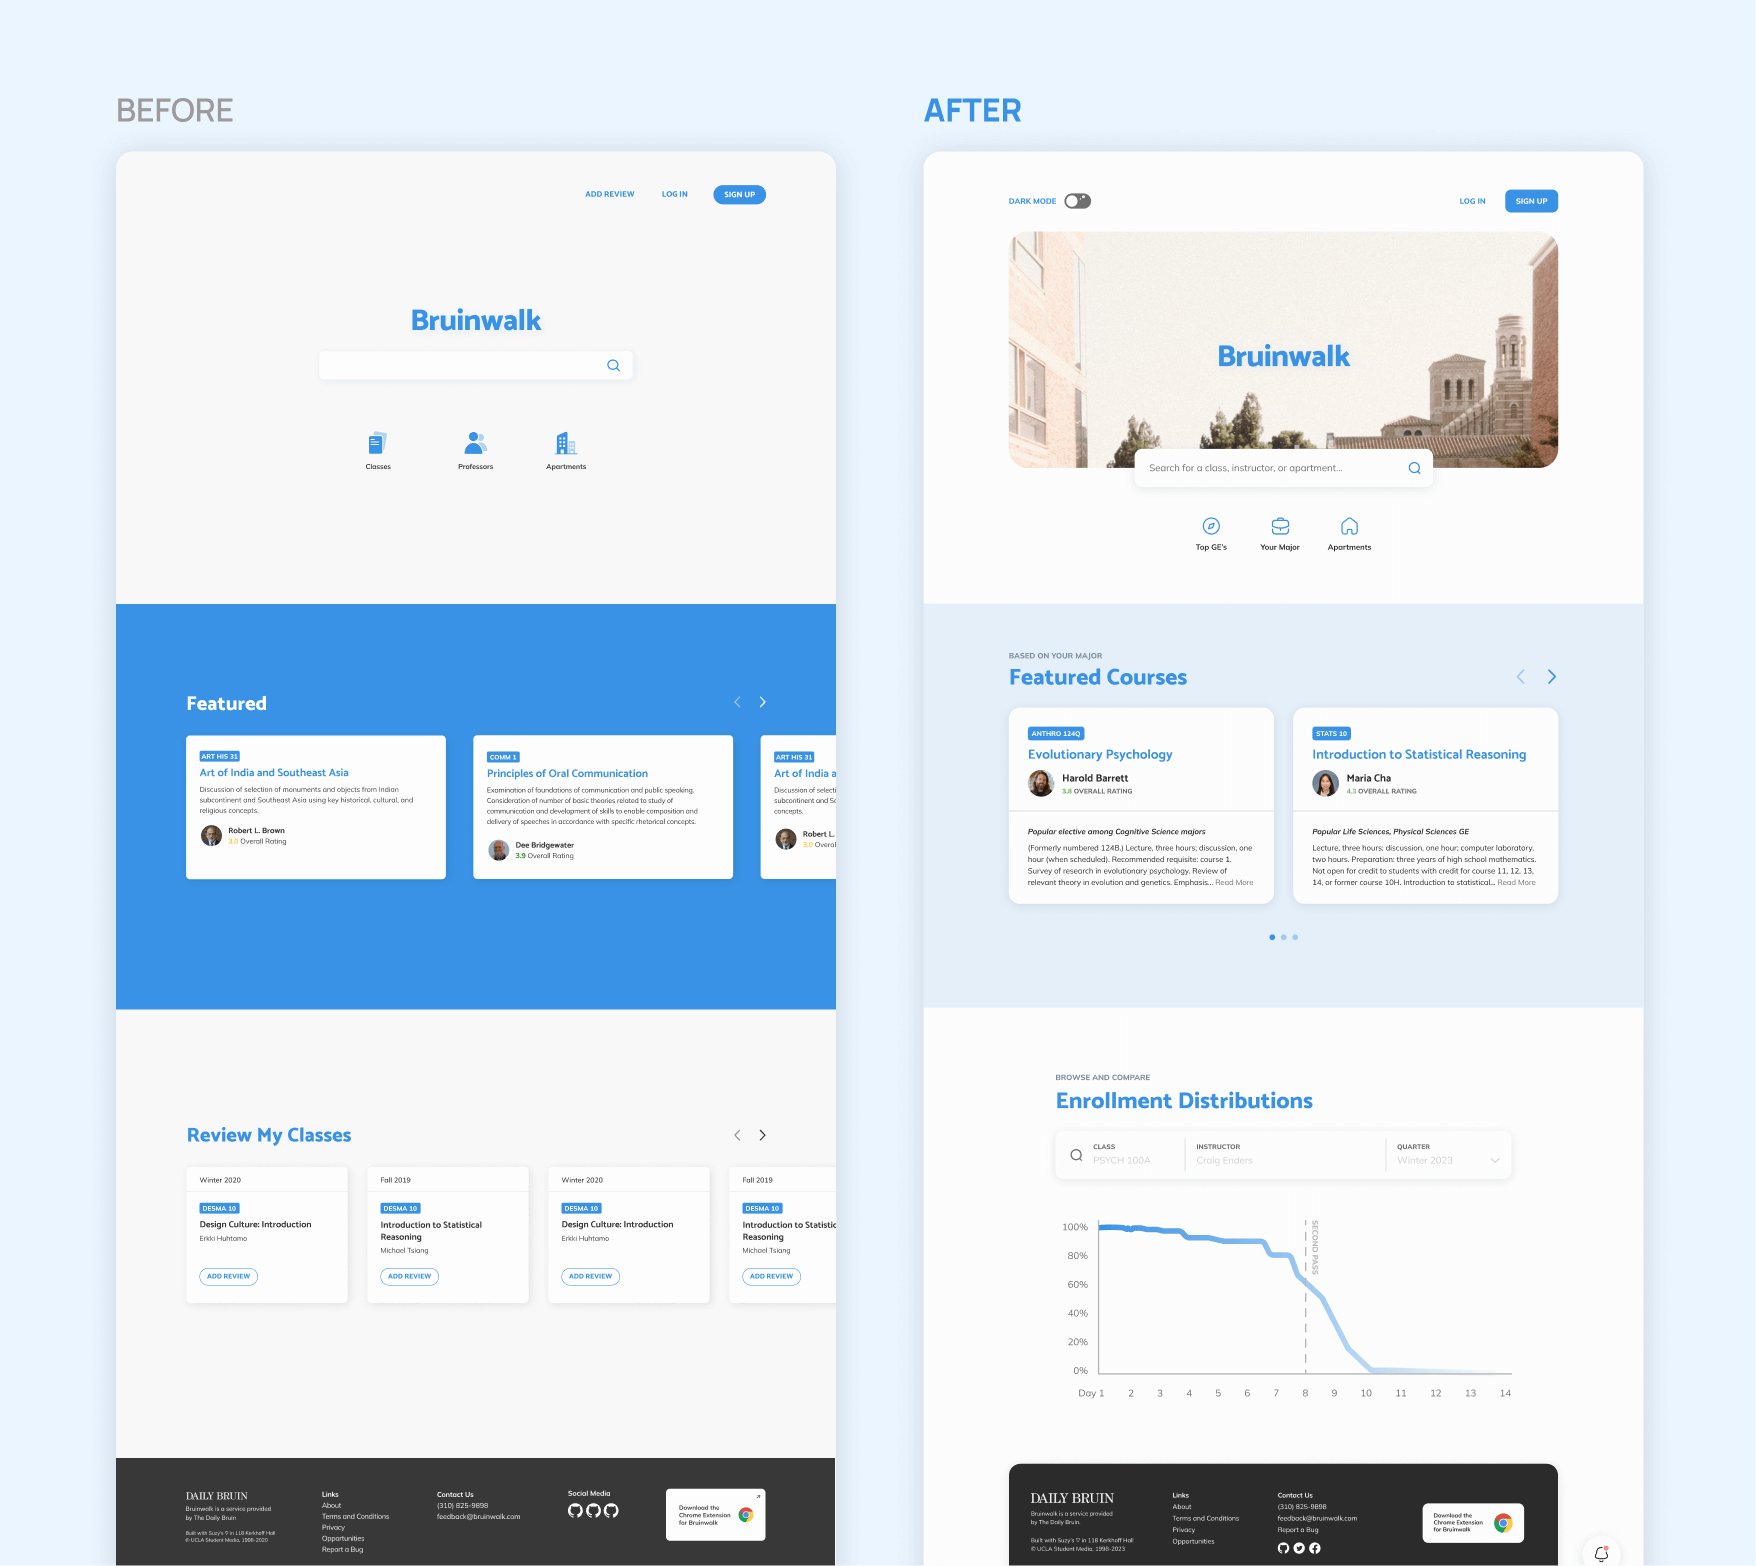 BEFORE
ADD REVIEW
LOG IN
SIGN UP
Bruinwalk
Classes
Professors
Apartments
Featured
ART HIS 31
Art of India and Southeast Asia
Discussion of selection of monuments and objects from Indian
subcontinent and Southeast Asia using key historical, cultural, and
religious concepts.
Robert L. Brown
3.0 Overall Rating
COMM 1
Principles of Oral Communication
Examination of foundations of communication and public speaking.
Consideration of number of basic theories related to study of
communication and development of skills to enable composition and
delivery of speeches in accordance with specific rhetorical concepts.
Dee Bridgewater
3.9 Overall Rating
ART HIS 31
Art of India a
Discussion of selecti
subcontinent and So
concepts.
Robert L.
3.0 Overal
Review My Classes
Winter 2020
DESMA 10
Design Culture: Introduction
Erkki Huhtamo
ADD REVIEW
Fall 2019
DESMA 10
Introduction to Statistical
Reasoning
Michael Tsiang
ADD REVIEW
Winter 2020
DESMA 10
Design Culture: Introduction
Erkki Huhtamo
ADD REVIEW
Fall 2019
DESMA 10
Introduction to Statistic
Reasoning
Michael Tsiang
ADD REVIEW
DAILY BRUIN
Bruinwalk is a service provided
by The Daily Bruin
Built with Suzy's ♡ in 118 Kerkhoff Hall
© UCLA Student Media, 1998-2020
Links
About
Terms and Conditions
Privacy
Opportunities
Report a Bug
Contact Us
(310) 825-9898
feedback@bruinwalk.com
Social Media
Download the
Chrome Extension
for Bruinwalk
AFTER
DARK MODE
LOG IN
SIGN UP
Bruinwalk
Search for a class, instructor, or apartment...
Top GE's
Your Major
Apartments
BASED ON YOUR MAJOR
Featured Courses
ANTHRO 124Q
Evolutionary Psychology
Harold Barrett
3.8 OVERALL RATING
Popular elective among Cognitive Science majors
(Formerly numbered 124B.) Lecture, three hours; discussion, one
hour (when scheduled). Recommended requisite: course 1.
Survey of research in evolutionary psychology. Review of
relevant theory in evolution and genetics. Emphasis... Read More
STATS 10
Introduction to Statistical Reasoning
Maria Cha
4.3 OVERALL RATING
Popular Life Sciences, Physical Sciences GE
Lecture, three hours; discussion, one hour; computer laboratory,
two hours. Preparation: three years of high school mathematics.
Not open for credit to students with credit for course 11, 12, 13,
14, or former course 10H. Introduction to statistical... Read More
BROWSE AND COMPARE
Enrollment Distributions
CLASS
PSYCH 100A
INSTRUCTOR
Craig Enders
QUARTER
Winter 2023
100%
80%
60%
40%
20%
0%
SECOND PASS
Day 1 2 3 4 5 6 7 8 9 10 11 12 13 14
DAILY BRUIN
Bruinwalk is a service provided
by The Daily Bruin.
Built with Suzy's ♡ in 118 Kerkhoff Hall
© UCLA Student Media, 1998-2023
Links
About
Terms and Conditions
Privacy
Opportunities
Contact Us
(310) 825-9898
feedback@bruinwalk.com
Report a Bug
Download the
Chrome Extension
for Bruinwalk